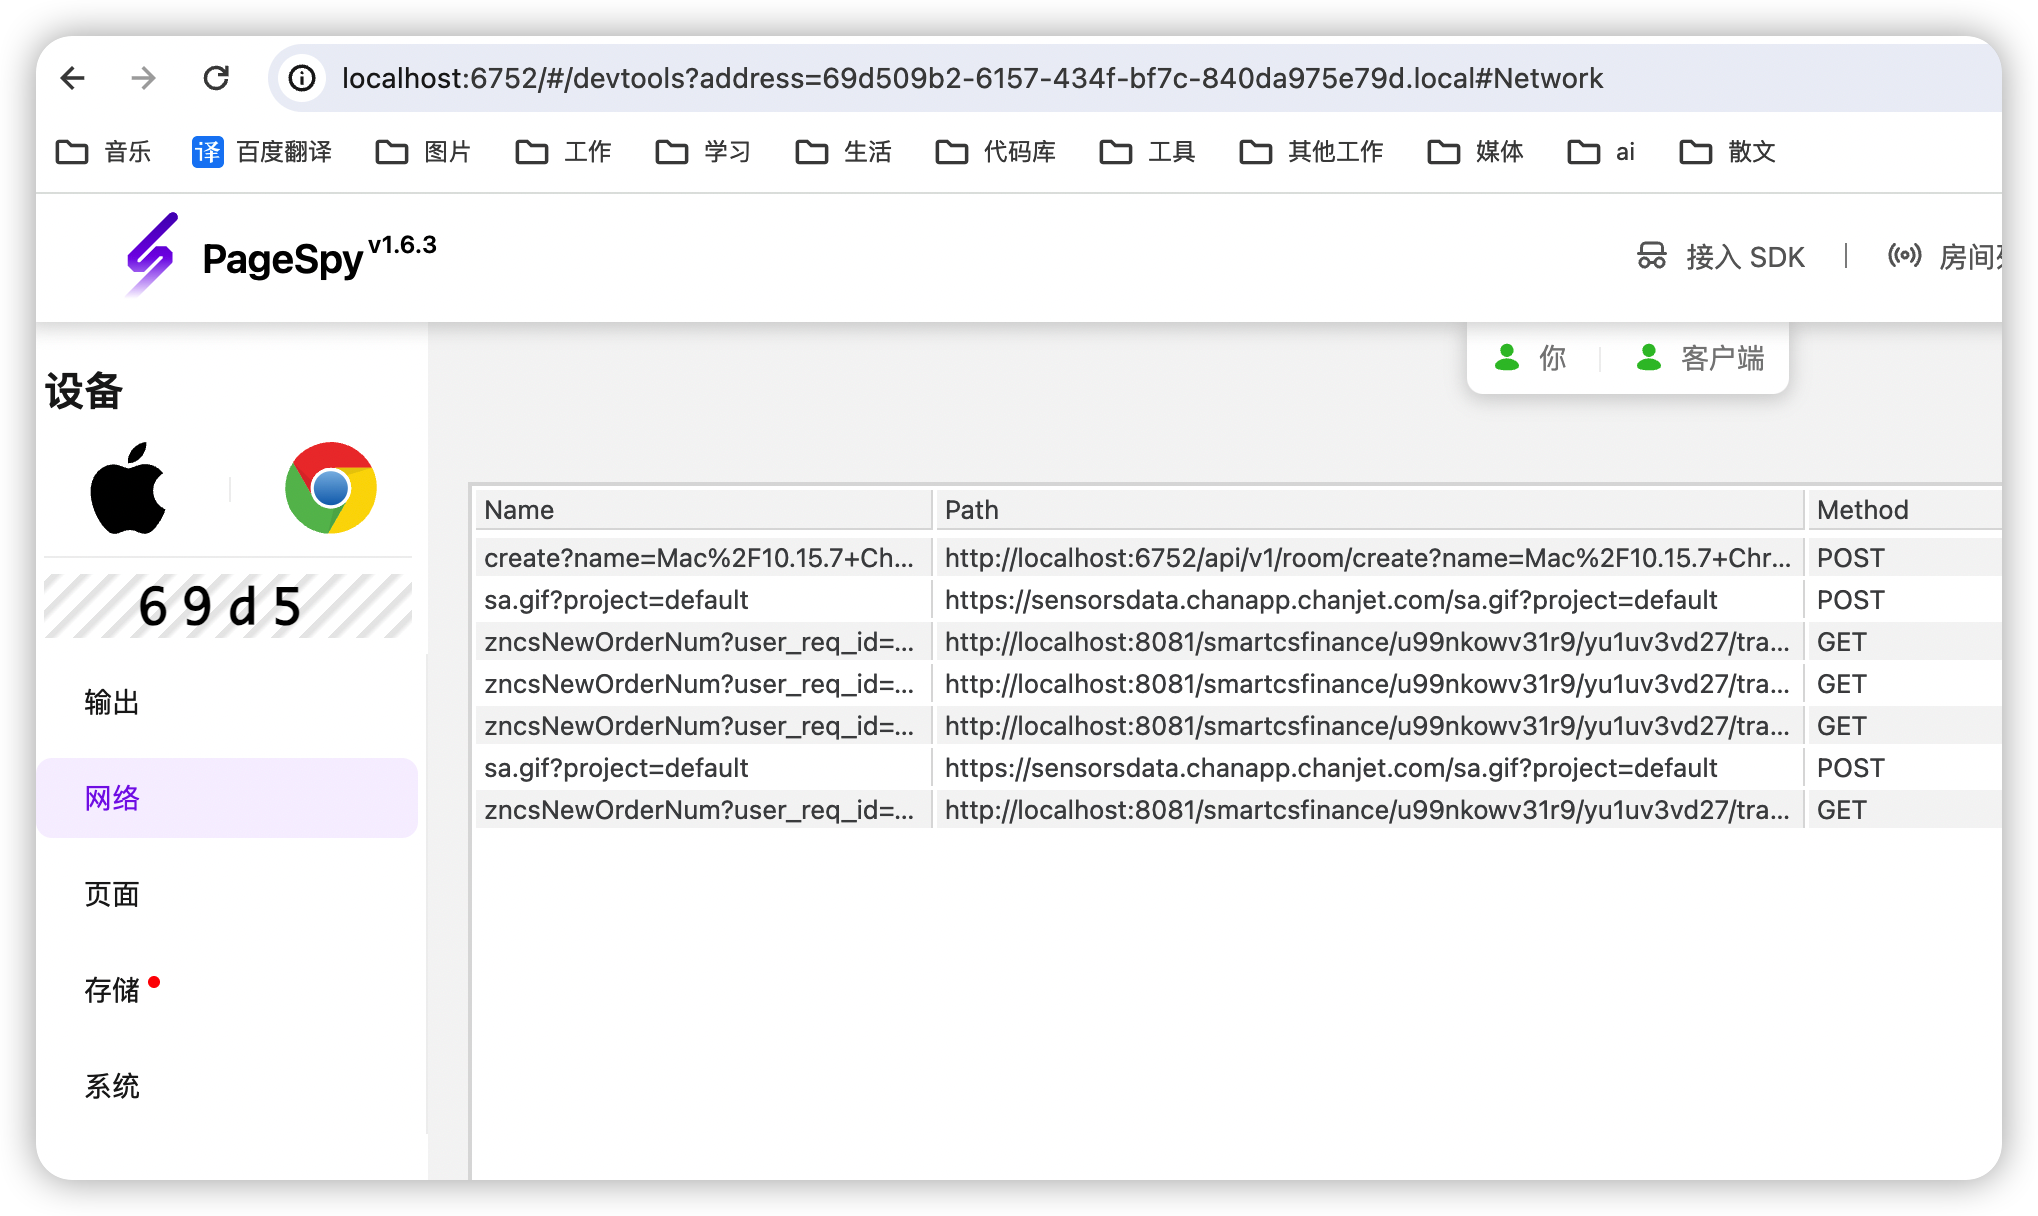 localhost:6752/#/devtools?address=69d509b2-6157-434f-bf7c-840da975e79d.local#Network
音乐 译 百度翻译 图片 工作 学习 生活 代码库 工具 其他工作 媒体 ai 散文
PageSpy v1.6.3 接入 SDK 房间
你 客户端
设备
69d5
输出
网络
页面
存储
系统
Name Path Method
create?name=Mac%2F10.15.7+Ch... http://localhost:6752/api/v1/room/create?name=Mac%2F10.15.7+Chr... POST
sa.gif?project=default https://sensorsdata.chanapp.chanjet.com/sa.gif?project=default POST
zncsNewOrderNum?user_req_id=... http://localhost:8081/smartcsfinance/u99nkowv31r9/yu1uv3vd27/tra... GET
zncsNewOrderNum?user_req_id=... http://localhost:8081/smartcsfinance/u99nkowv31r9/yu1uv3vd27/tra... GET
zncsNewOrderNum?user_req_id=... http://localhost:8081/smartcsfinance/u99nkowv31r9/yu1uv3vd27/tra... GET
sa.gif?project=default https://sensorsdata.chanapp.chanjet.com/sa.gif?project=default POST
zncsNewOrderNum?user_req_id=... http://localhost:8081/smartcsfinance/u99nkowv31r9/yu1uv3vd27/tra... GET